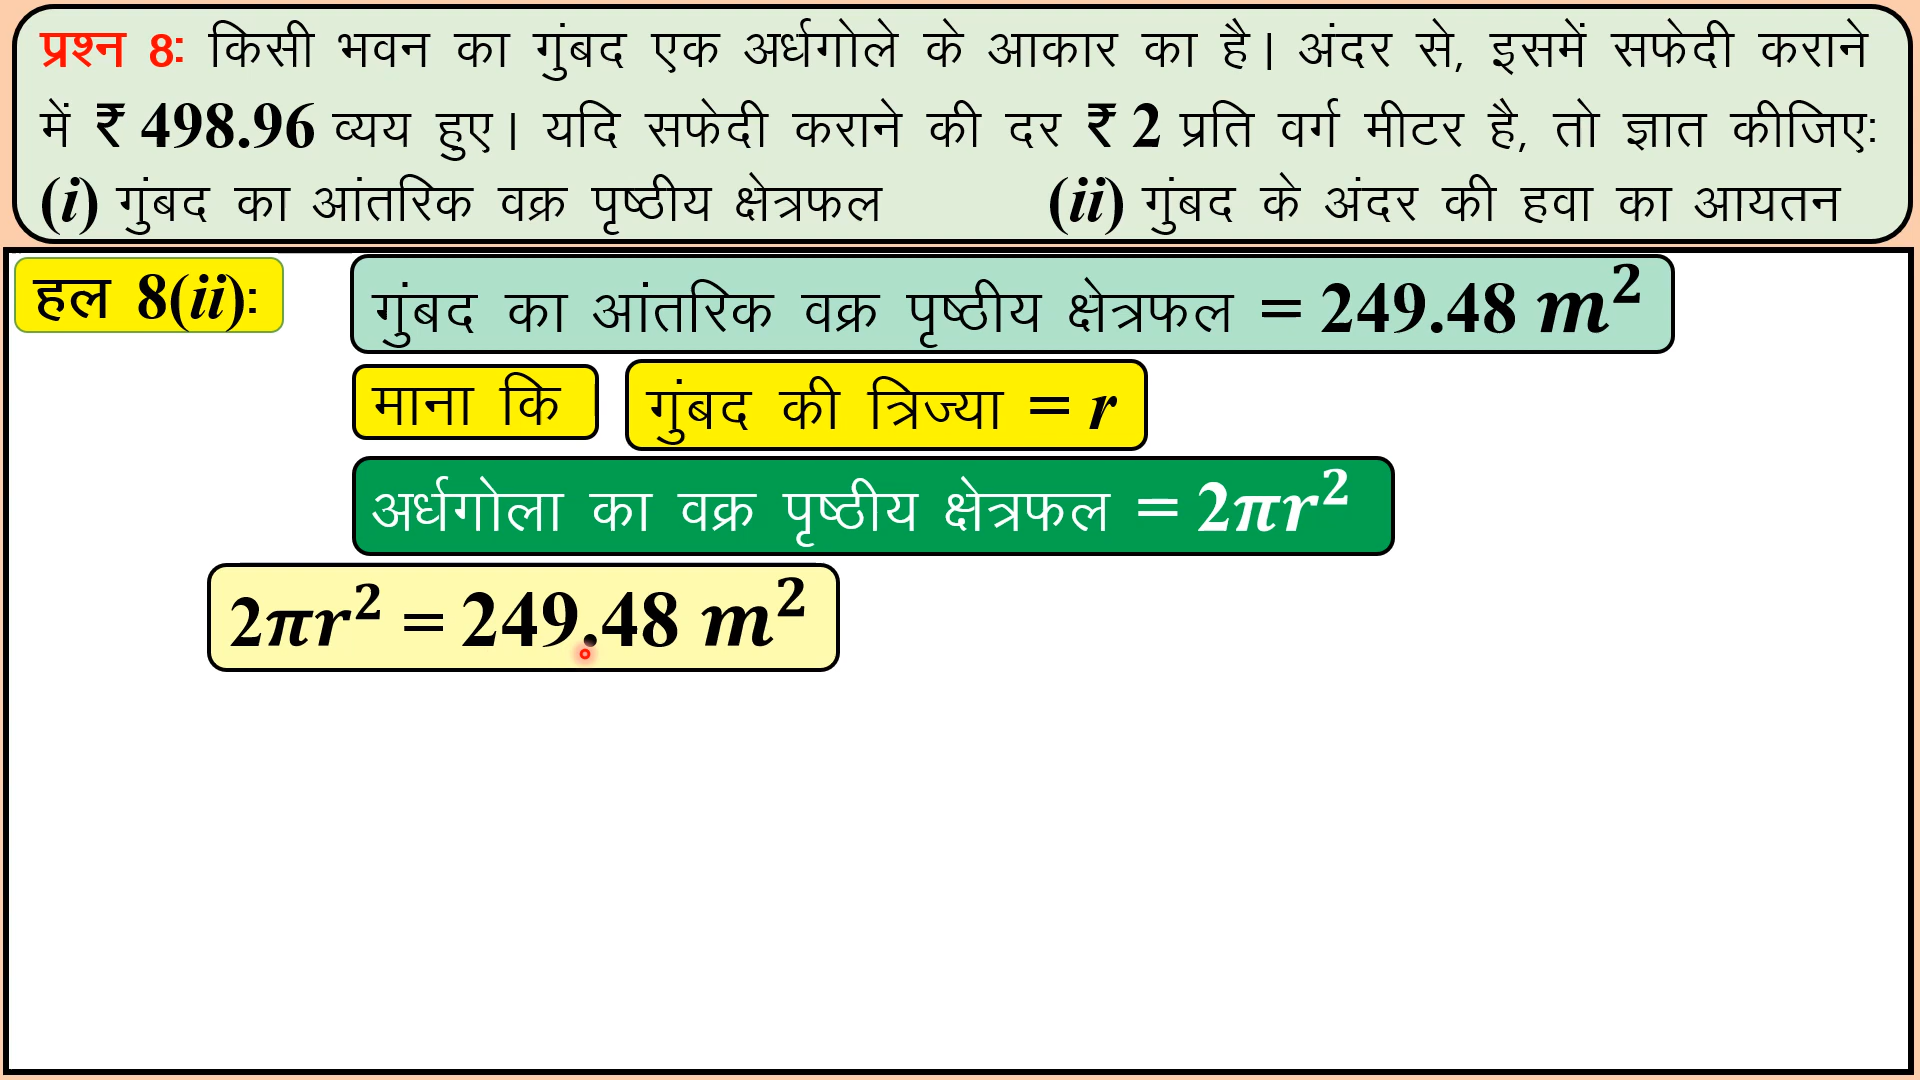 प्रश्न 8: किसी भवन का गुंबद एक अर्धगोले के आकार का है। अंदर से, इसमें सफेदी कराने
में ₹ 498.96 व्यय हुए। यदि सफेदी कराने की दर ₹ 2 प्रति वर्ग मीटर है, तो ज्ञात कीजिए:
(i) गुंबद का आंतरिक वक्र पृष्ठीय क्षेत्रफल (ii) गुंबद के अंदर की हवा का आयतन
हल 8(ii): गुंबद का आंतरिक वक्र पृष्ठीय क्षेत्रफल = 249.48 m²
माना कि गुंबद की त्रिज्या = r
अर्धगोला का वक्र पृष्ठीय क्षेत्रफल = 2πr²
2πr² = 249.48 m²